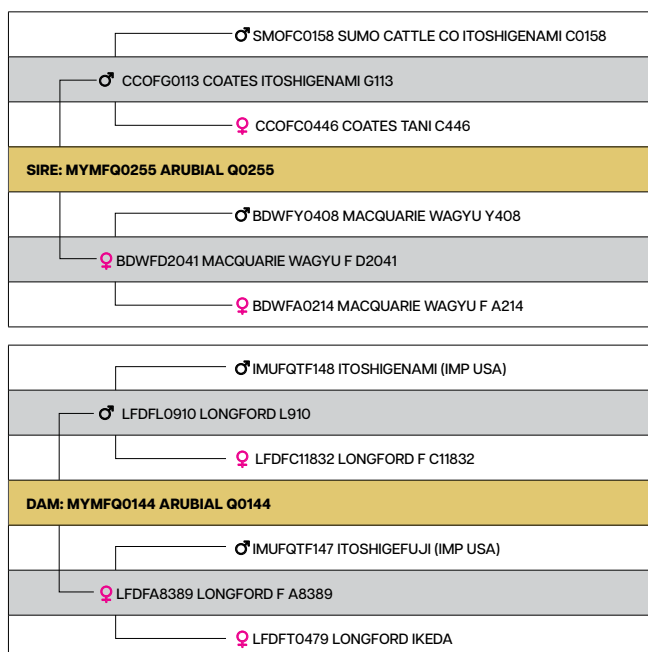 SMOFC0158 SUMO CATTLE CO ITOSHIGENAMI C0158
CCOFG0113 COATES ITOSHIGENAMI G113
CCOFC0446 COATES TANI C446
SIRE: MYMFQ0255 ARUBIAL Q0255
BDWFY0408 MACQUARIE WAGYU Y408
BDWFD2041 MACQUARIE WAGYU F D2041
BDWFA0214 MACQUARIE WAGYU F A214
IMUFQTF148 ITOSHIGENAMI (IMP USA)
LFDFL0910 LONGFORD L910
LFDFC11832 LONGFORD F C11832
DAM: MYMFQ0144 ARUBIAL Q0144
IMUFQTF147 ITOSHIGEFUJI (IMP USA)
LFDFA8389 LONGFORD F A8389
LFDFT0479 LONGFORD IKEDA